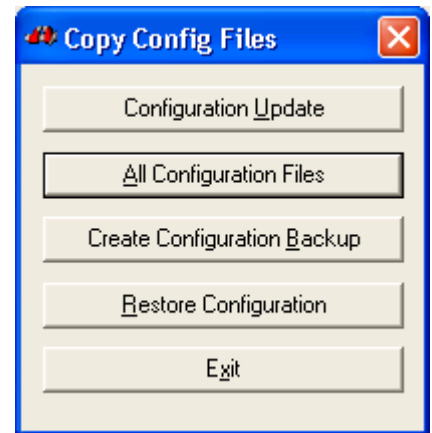 Copy Config Files
Configuration Update
All Configuration Files
Create Configuration Backup
Restore Configuration
Exit